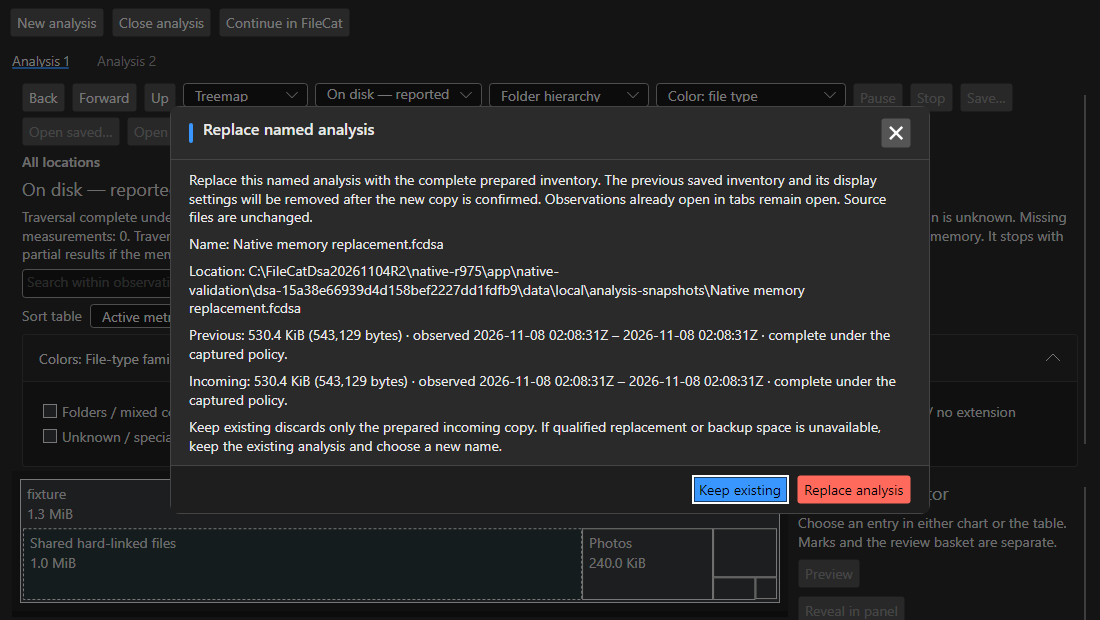 New analysis Close analysis Continue in FileCat
Analysis 1 Analysis 2
Back Forward Up Treemap On disk — reported Folder hierarchy Color: file type Pause Stop Save...
Open saved... Open
Replace named analysis
All locations
On disk — reported
Replace this named analysis with the complete prepared inventory. The previous saved inventory and its display
settings will be removed after the new copy is confirmed. Observations already open in tabs remain open. Source
files are unchanged.
Traversal complete unde
n is unknown. Missing
measurements: 0. Traver
memory. It stops with
partial results if the mem
Name: Native memory replacement.fcdsa
Location: C:\FileCatDsa20261104R2\native-r975\app\native-
validation\dsa-15a38e66939d4d158bef2227dd1fdfb9\data\local\analysis-snapshots\Native memory
replacement.fcdsa
Search within observati
Sort table Active metr
Previous: 530.4 KiB (543,129 bytes) · observed 2026-11-08 02:08:31Z – 2026-11-08 02:08:31Z · complete under the
captured policy.
Colors: File-type fami
Incoming: 530.4 KiB (543,129 bytes) · observed 2026-11-08 02:08:31Z – 2026-11-08 02:08:31Z · complete under the
captured policy.
Folders / mixed co
/ no extension
Unknown / specia
Keep existing discards only the prepared incoming copy. If qualified replacement or backup space is unavailable,
keep the existing analysis and choose a new name.
Keep existing Replace analysis
fixture
1.3 MiB
Shared hard-linked files
1.0 MiB
Photos
240.0 KiB
tor
Choose an entry in either chart or the table.
Marks and the review basket are separate.
Preview
Reveal in panel